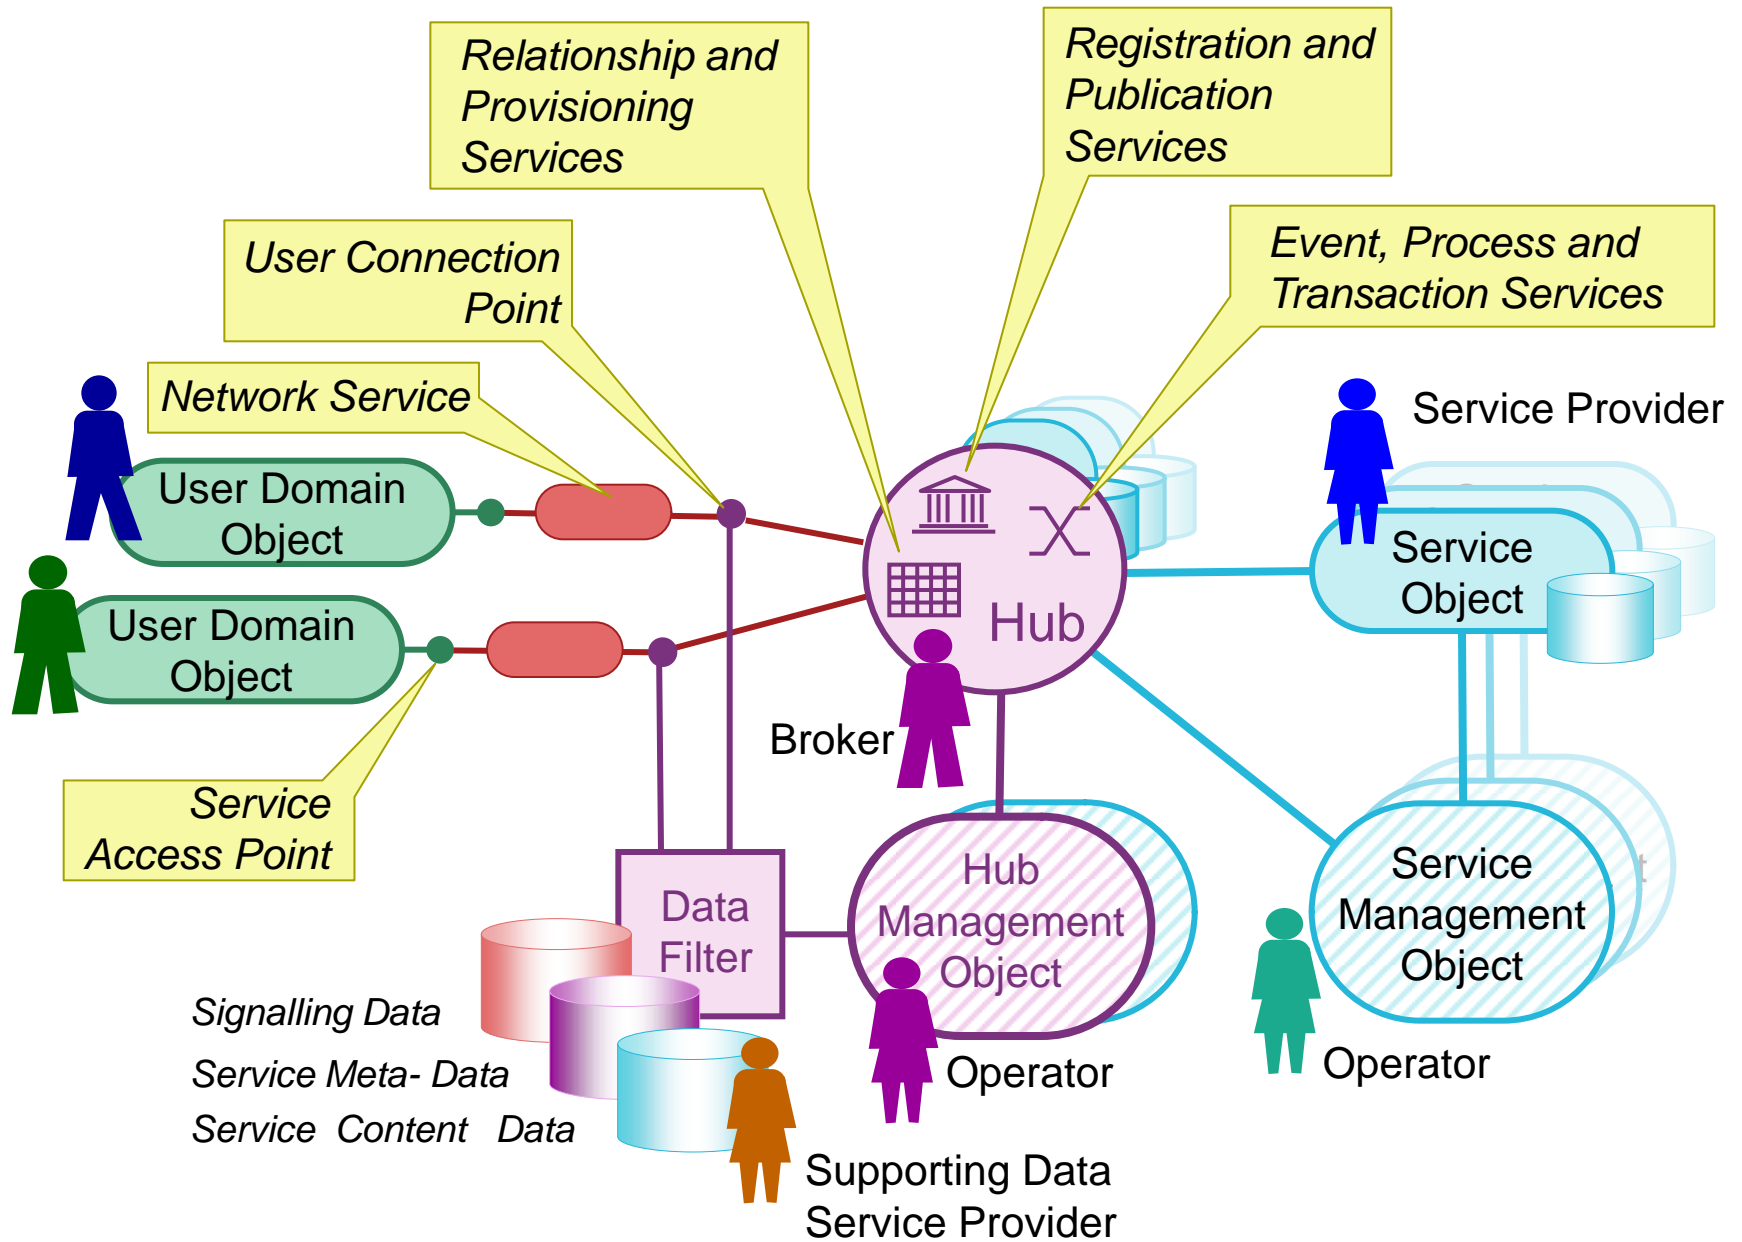 Relationship and
Provisioning
Services
Registration and
Publication
Services
User Connection
Point
Event, Process and
Transaction Services
Network Service
Service Provider
User Domain
Object
Service
Object
User Domain
Object
Hub
Broker
Service
Access Point
Hub
Management
Object
Service
Management
Object
Data
Filter
Signalling Data
Service Meta- Data
Service Content Data
Operator
Operator
Supporting Data
Service Provider